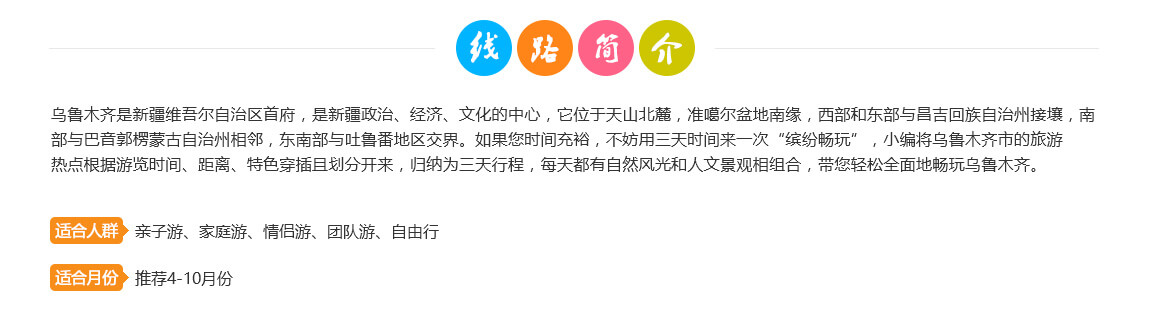 线路简介
乌鲁木齐是新疆维吾尔自治区首府，是新疆政治、经济、文化的中心，它位于天山北麓，准噶尔盆地南缘，西部和东部与昌吉回族自治州接壤，南
部与巴音郭楞蒙古自治州相邻，东南部与吐鲁番地区交界。如果您时间充裕，不妨用三天时间来一次“缤纷畅玩”，小编将乌鲁木齐市的旅游
热点根据游览时间、距离、特色穿插且划分开来，归纳为三天行程，每天都有自然风光和人文景观相组合，带您轻松全面地畅玩乌鲁木齐。
适合人群 亲子游、家庭游、情侣游、团队游、自由行
适合月份 推荐4-10月份